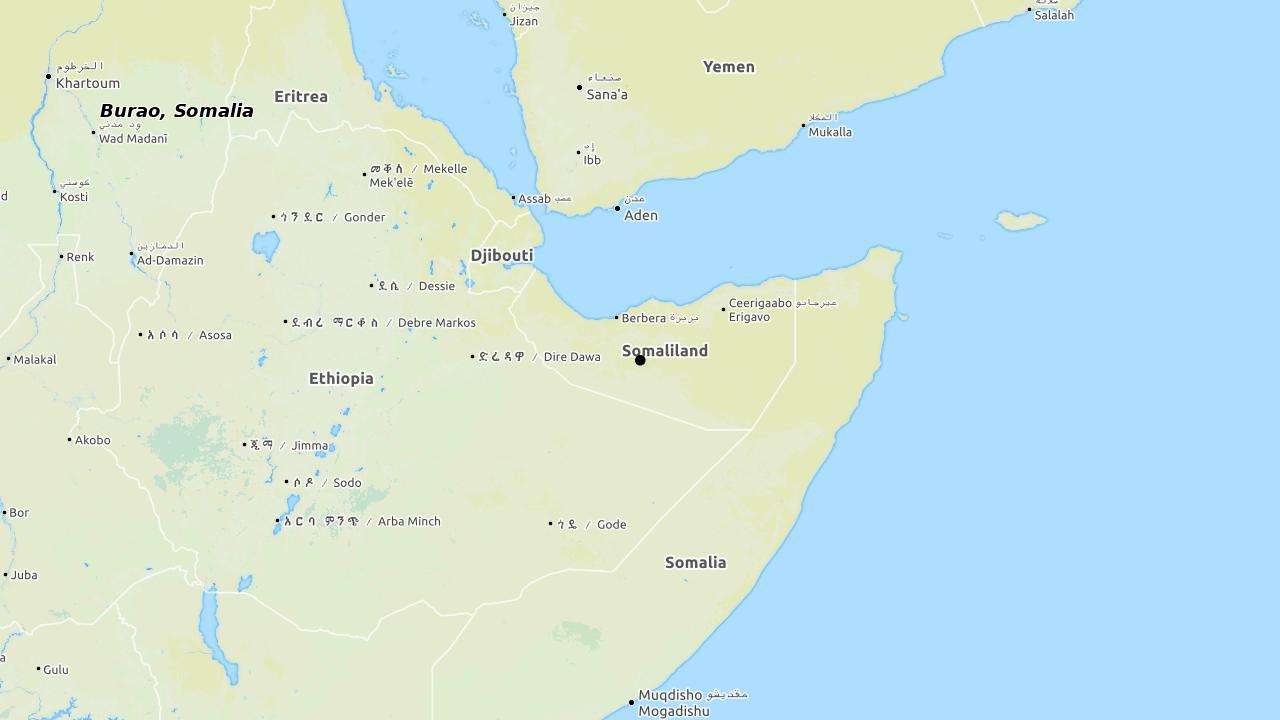 جيزان
Jizan
صلالة
Salalah
Yemen
الخرطوم
Khartoum
صنعاء
Sana'a
Eritrea
Burao, Somalia
المكلا
Mukalla
ود مدني
Wad Madanī
إب
Ibb
መቐለ / Mekelle
Mek'elē
كوستي
Kosti
d
Assab عصب
عدن
Aden
ጎንደር / Gonder
الدمازين
Ad-Damazin
Renk
Djibouti
ደሴ / Dessie
Ceerigaabo عيرجابو
Erigavo
Berbera بربرة
ደብረ ማርቆስ / Debre Markos
አሶሳ / Asosa
Somaliland
Malakal
ድሬዳዋ / Dire Dawa
Ethiopia
Akobo
ጂማ / Jimma
ሶዶ / Sodo
Bor
አርባ ምንጭ / Arba Minch
ጎዴ / Gode
Somalia
Juba
a
Gulu
Muqdisho مقديشو
Mogadishu